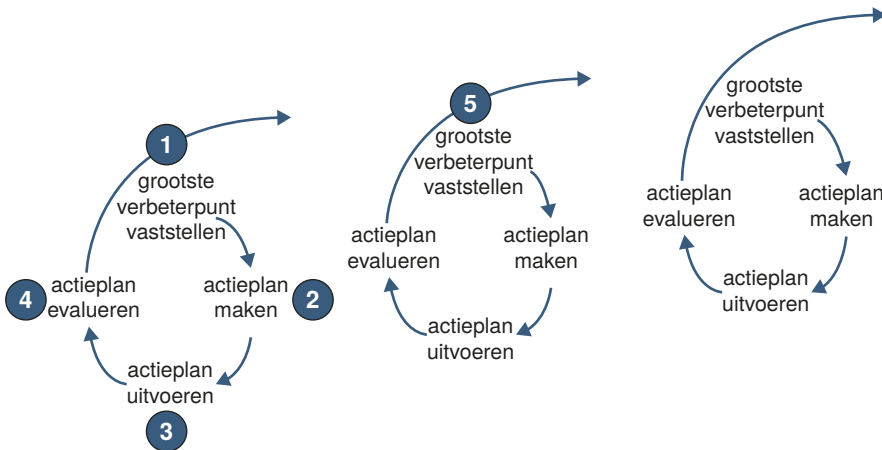 1
grootste
verbeterpunt
vaststellen
actieplan
maken
2
actieplan
uitvoeren
3
4
actieplan
evalueren
5
grootste
verbeterpunt
vaststellen
actieplan
maken
actieplan
uitvoeren
actieplan
evalueren
grootste
verbeterpunt
vaststellen
actieplan
maken
actieplan
uitvoeren
actieplan
evalueren